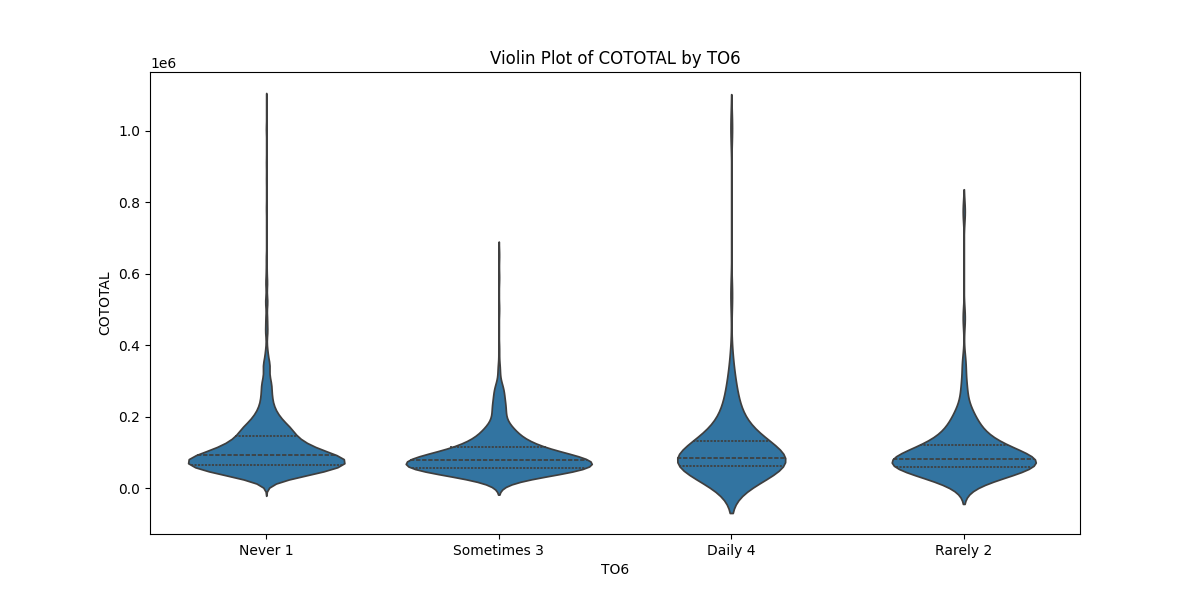 Violin Plot of COTOTAL by TO6
1e6
1.0
0.8
0.6
0.4
0.2
0.0
COTOTAL
Never 1
Sometimes 3
Daily 4
Rarely 2
TO6